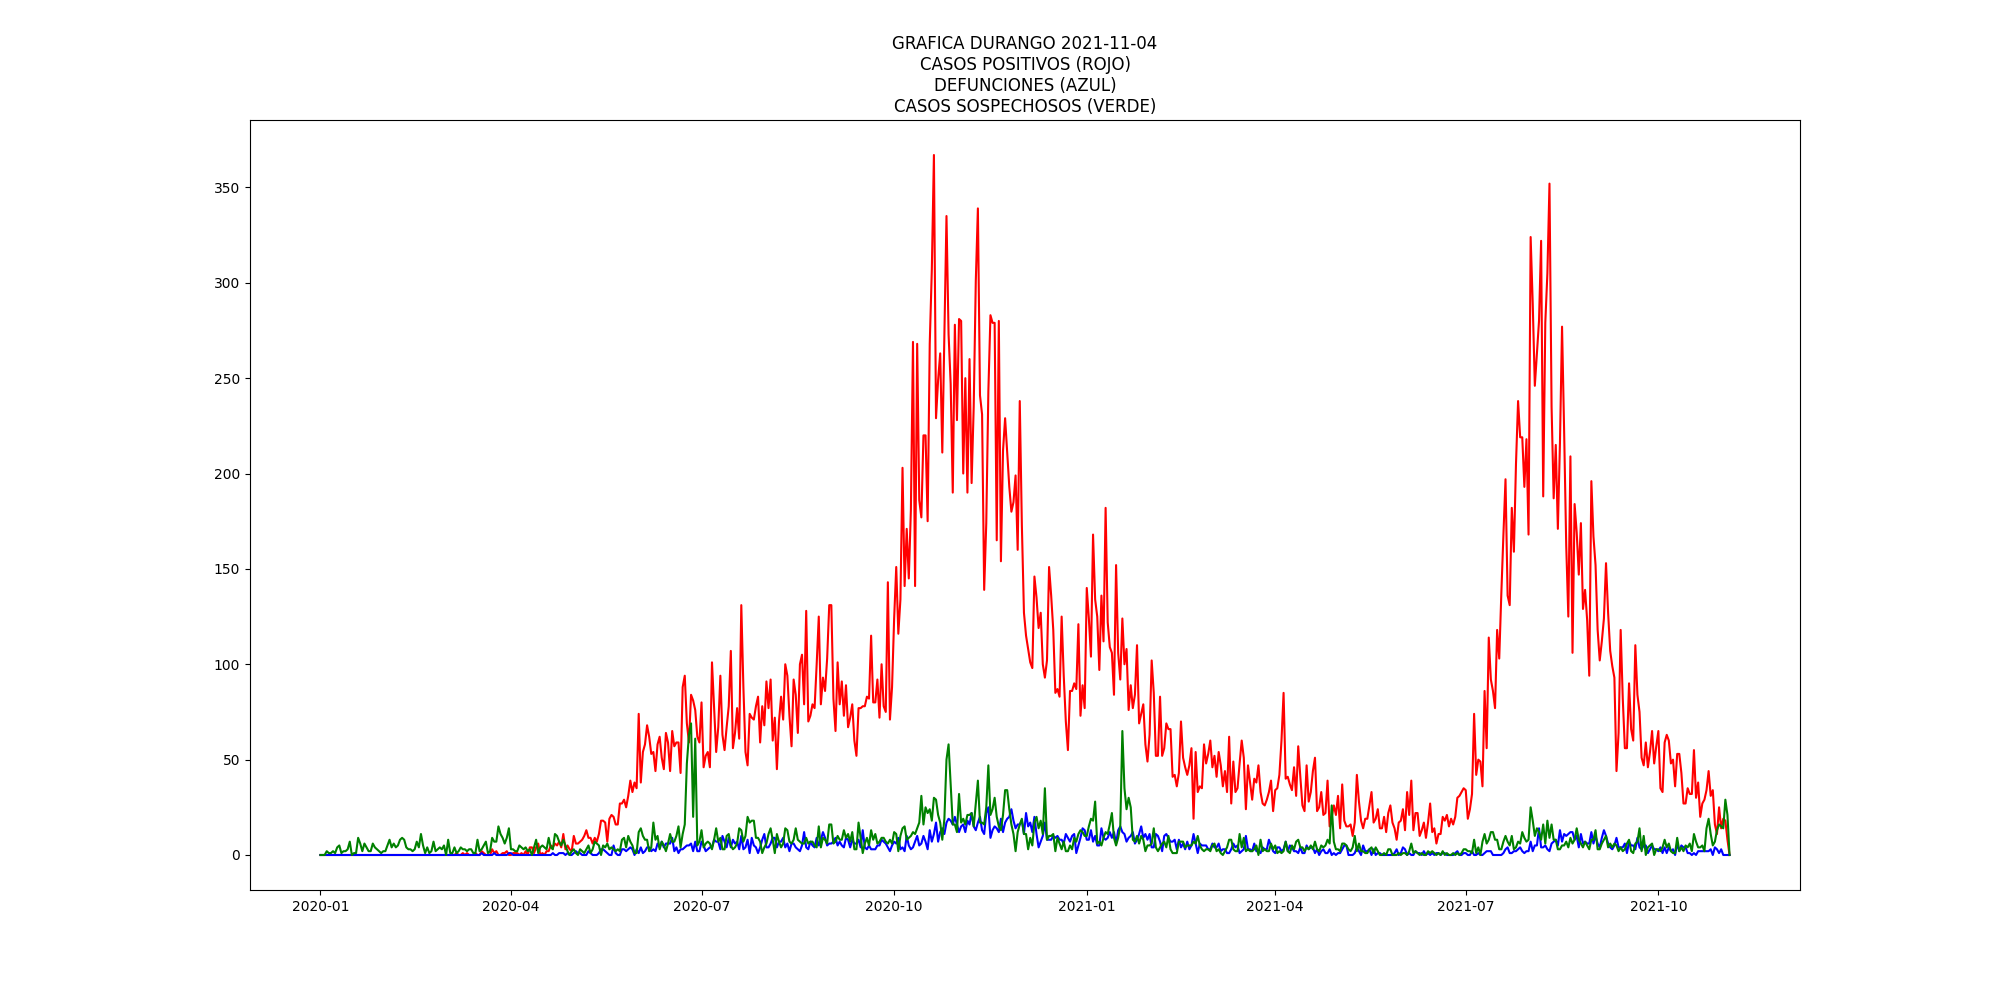 GRAFICA DURANGO 2021-11-04
CASOS POSITIVOS (ROJO)
DEFUNCIONES (AZUL)
CASOS SOSPECHOSOS (VERDE)
350
300
250
200
150
100
50
0
2020-01 2020-04 2020-07 2020-10 2021-01 2021-04 2021-07 2021-10